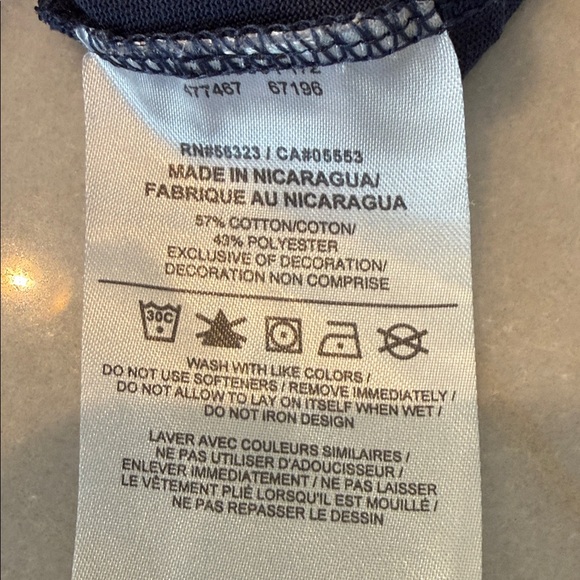 67196
RN#56323 / CA#05553
MADE IN NICARAGUA/
FABRIQUE AU NICARAGUA
57% COTTON/COTON/
43% POLYESTER
EXCLUSIVE OF DECORATION/
DECORATION NON COMPRISE
30C
WASH WITH LIKE COLORS /
DO NOT USE SOFTENERS / REMOVE IMMEDIATELY /
DO NOT ALLOW TO LAY ON ITSELF WHEN WET /
DO NOT IRON DESIGN
LAVER AVEC COULEURS SIMILAIRES /
NE PAS UTILISER D'ADOUCISSEUR /
ENLEVER IMMEDIATEMENT / NE PAS LAISSER
LE VÊTEMENT PLIÉ LORSQU'IL EST MOUILLÉ /
NE PAS REPASSER LE DESSIN